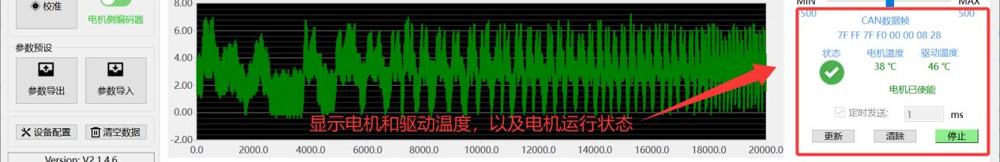 校准
电机侧编码器
参数预设
参数导出
参数导入
设备配置
清空数据
Version: V2.1.4.6
8.00
6.00
4.00
2.00
0.00
-2.00
0.0 2000.0 4000.0 6000.0 8000.0 10000.0 12000.0 14000.0 16000.0 18000.0 20000.0
显示电机和驱动温度，以及电机运行状态
MIN MAX
-500 500
CAN数据帧
7F FF 7F F0 00 00 08 28
状态 电机温度 驱动温度
38 ℃ 46 ℃
电机已使能
定时发送: 1 ms
更新 清除 停止